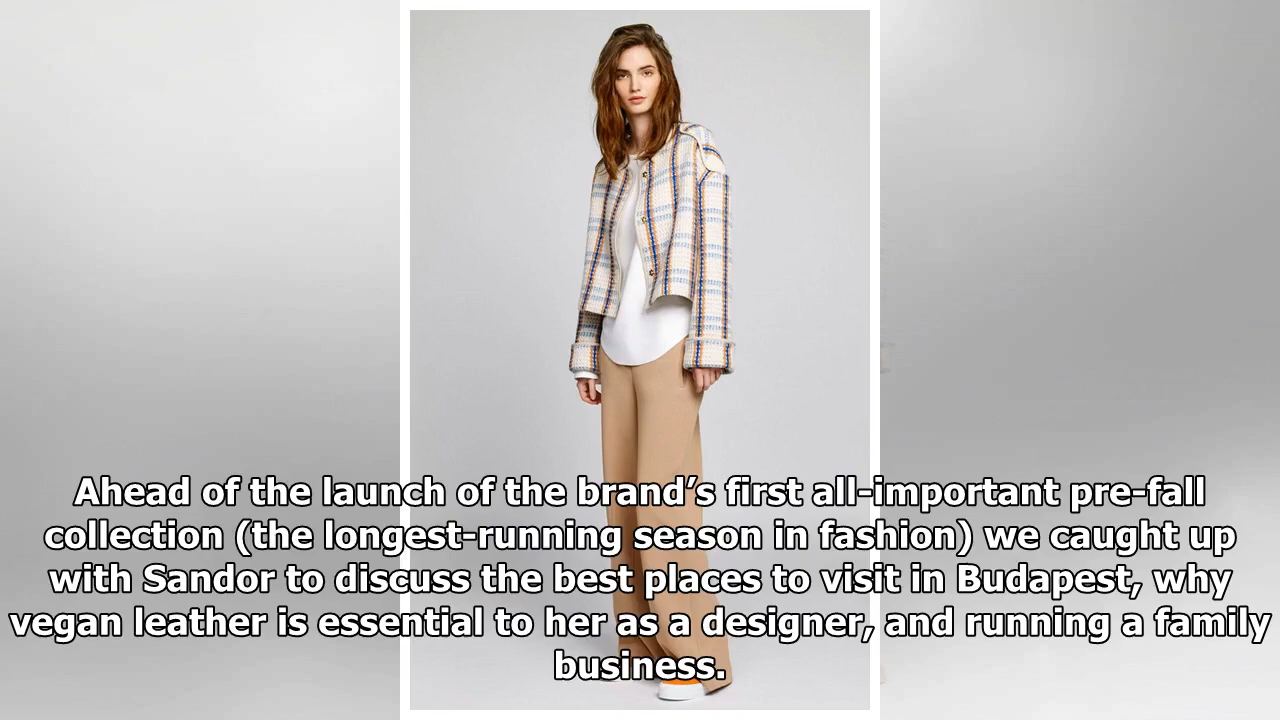 Ahead of the launch of the brand’s first all-important pre-fall
collection (the longest-running season in fashion) we caught up
with Sandor to discuss the best places to visit in Budapest, why
vegan leather is essential to her as a designer, and running a family
business.